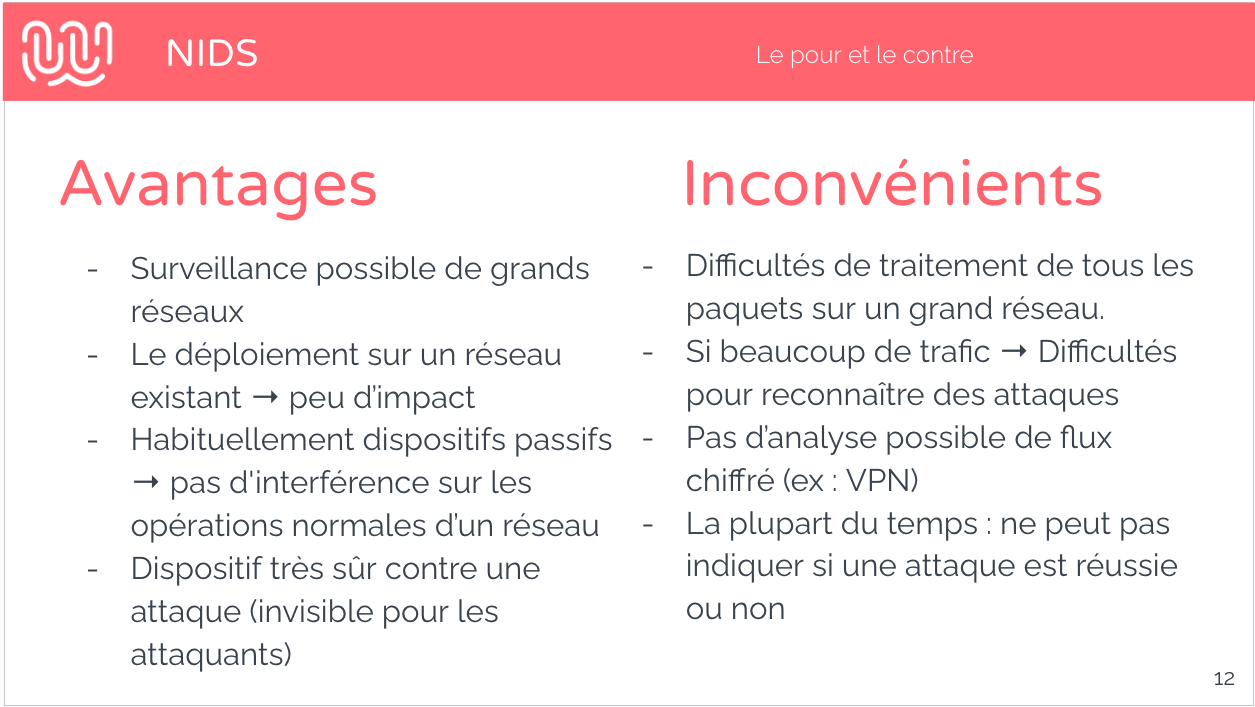 NIDS
Le pour et le contre
Avantages
- Surveillance possible de grands
réseaux
- Le déploiement sur un réseau
existant → peu d’impact
- Habituellement dispositifs passifs
→ pas d'interférence sur les
opérations normales d’un réseau
- Dispositif très sûr contre une
attaque (invisible pour les
attaquants)
Inconvénients
- Difficultés de traitement de tous les
paquets sur un grand réseau.
- Si beaucoup de trafic → Difficultés
pour reconnaître des attaques
- Pas d’analyse possible de flux
chiffré (ex : VPN)
- La plupart du temps : ne peut pas
indiquer si une attaque est réussie
ou non
12